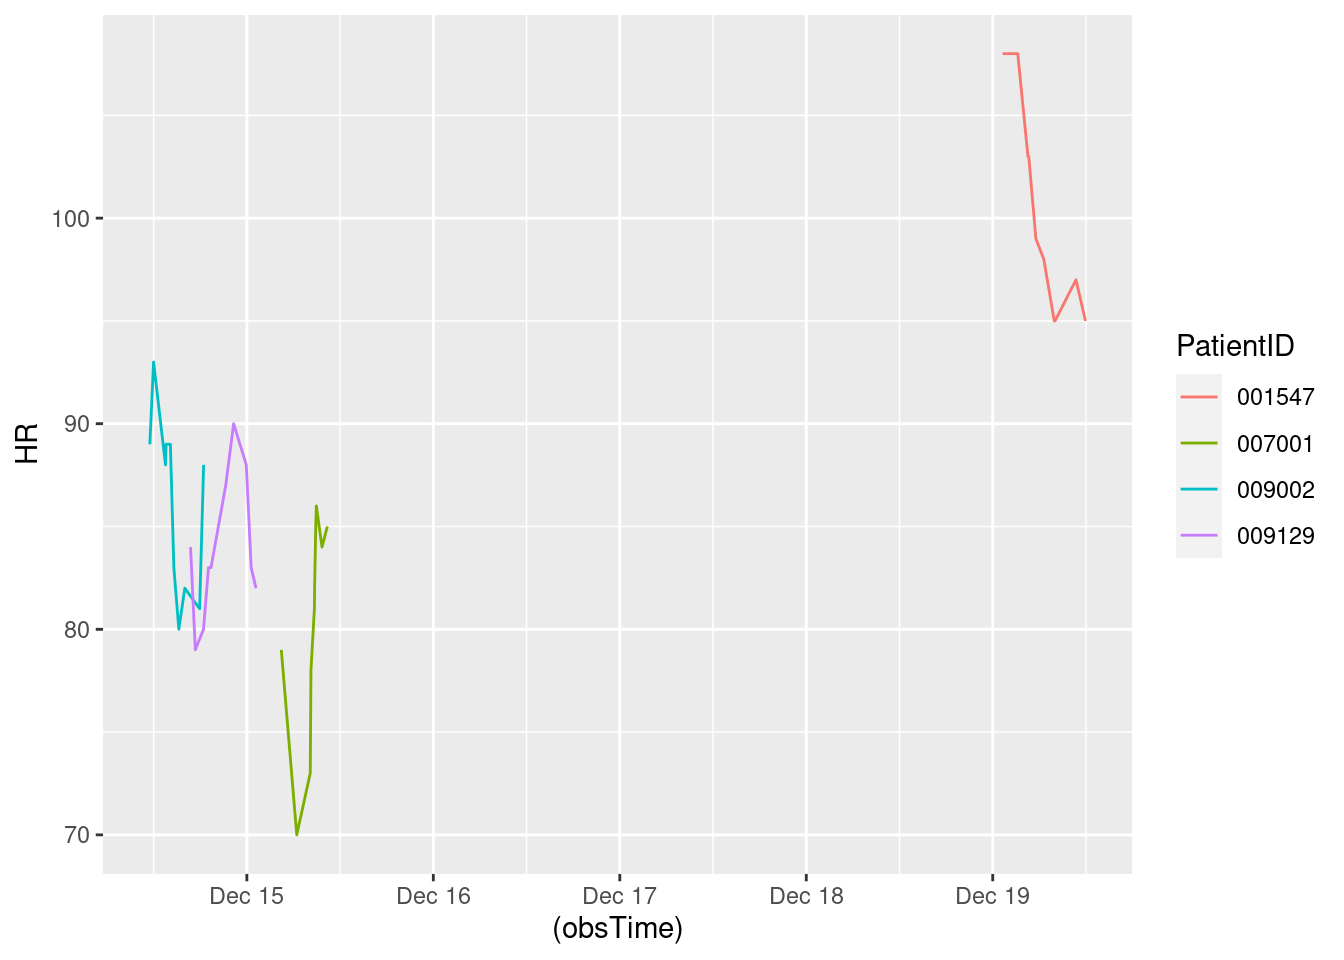 HR
100
90
80
70
Dec 15
Dec 16
Dec 17
Dec 18
Dec 19
(obsTime)
PatientID
001547
007001
009002
009129